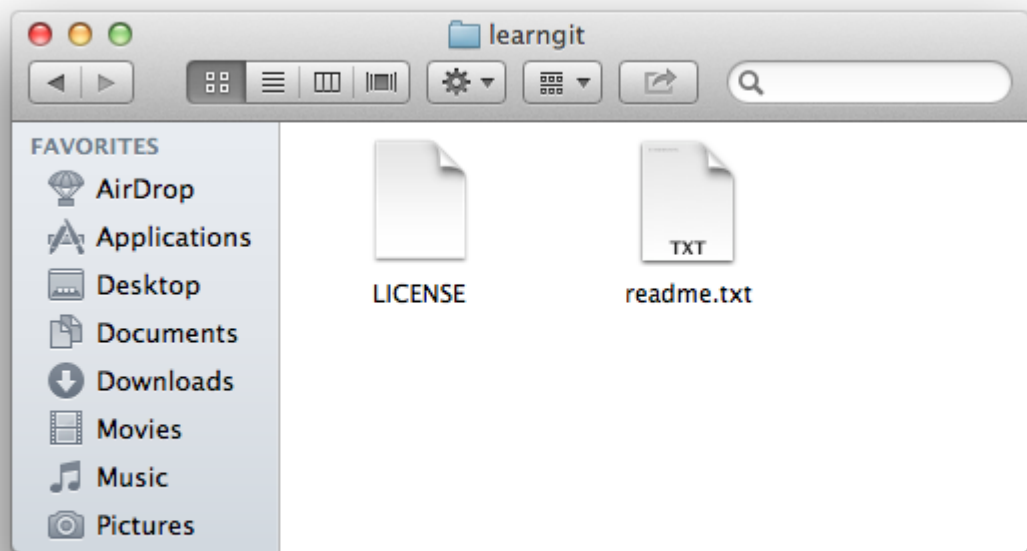 learngit
FAVORITES
AirDrop
Applications
Desktop
Documents
Downloads
Movies
Music
Pictures
LICENSE
TXT
readme.txt